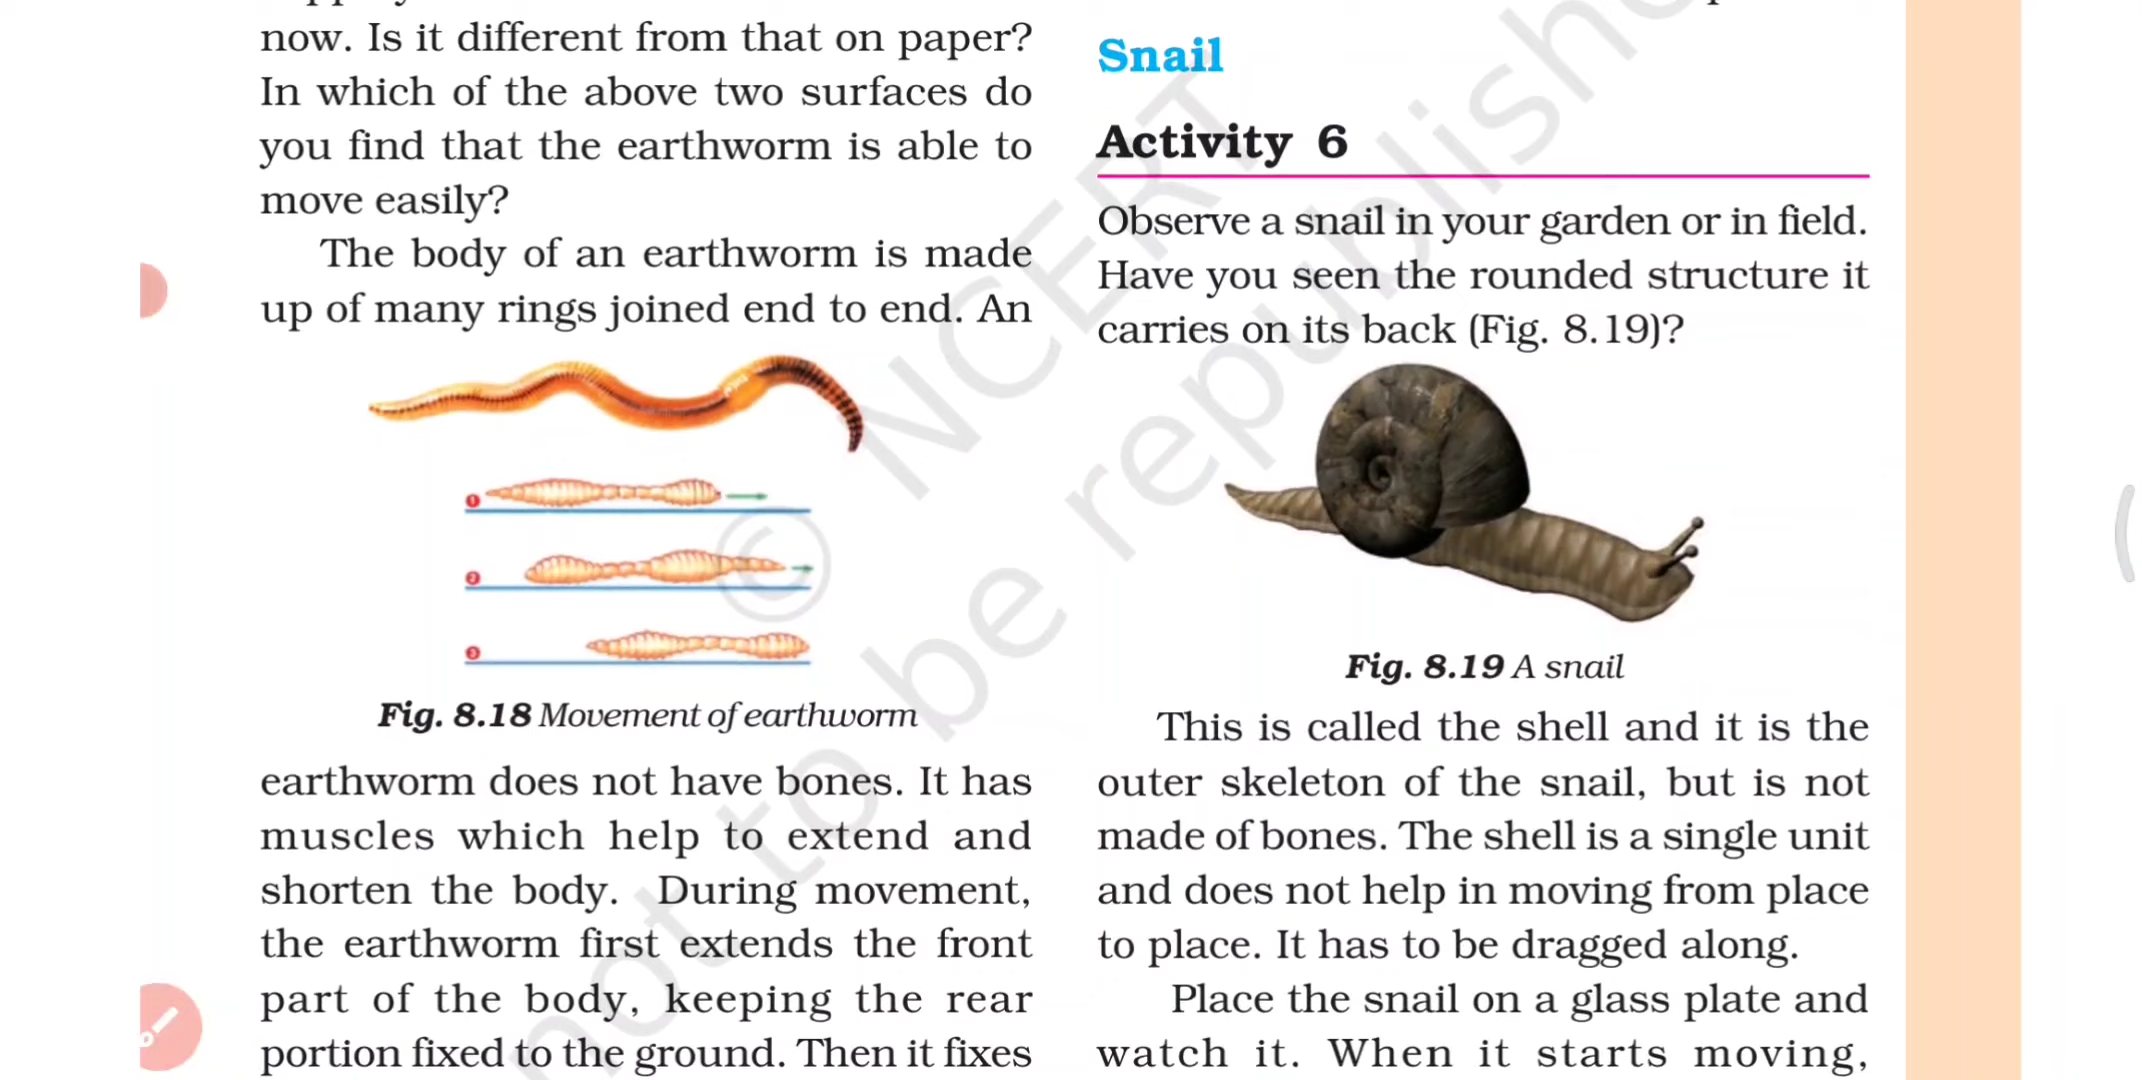 now. Is it different from that on paper?
In which of the above two surfaces do
you find that the earthworm is able to
move easily?
The body of an earthworm is made
up of many rings joined end to end. An
1
2
3
Fig. 8.18 Movement of earthworm
earthworm does not have bones. It has
muscles which help to extend and
shorten the body. During movement,
the earthworm first extends the front
part of the body, keeping the rear
portion fixed to the ground. Then it fixes
Snail
Activity 6
Observe a snail in your garden or in field.
Have you seen the rounded structure it
carries on its back (Fig. 8.19)?
Fig. 8.19 A snail
This is called the shell and it is the
outer skeleton of the snail, but is not
made of bones. The shell is a single unit
and does not help in moving from place
to place. It has to be dragged along.
Place the snail on a glass plate and
watch it. When it starts moving,
© NCERT
not to be republishe